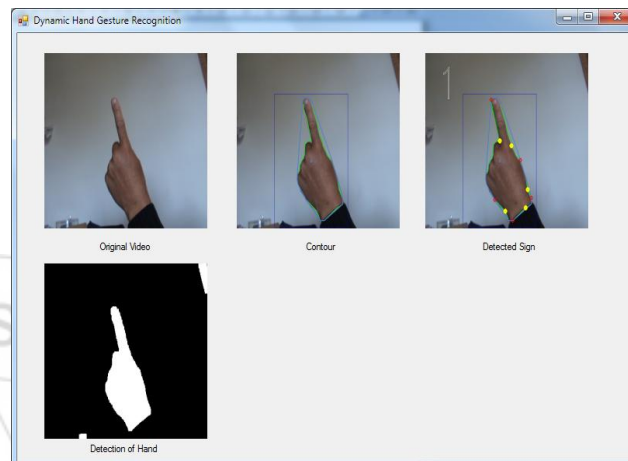 Dynamic Hand Gesture Recognition
1
Original Video
Contour
Detected Sign
Detection of Hand